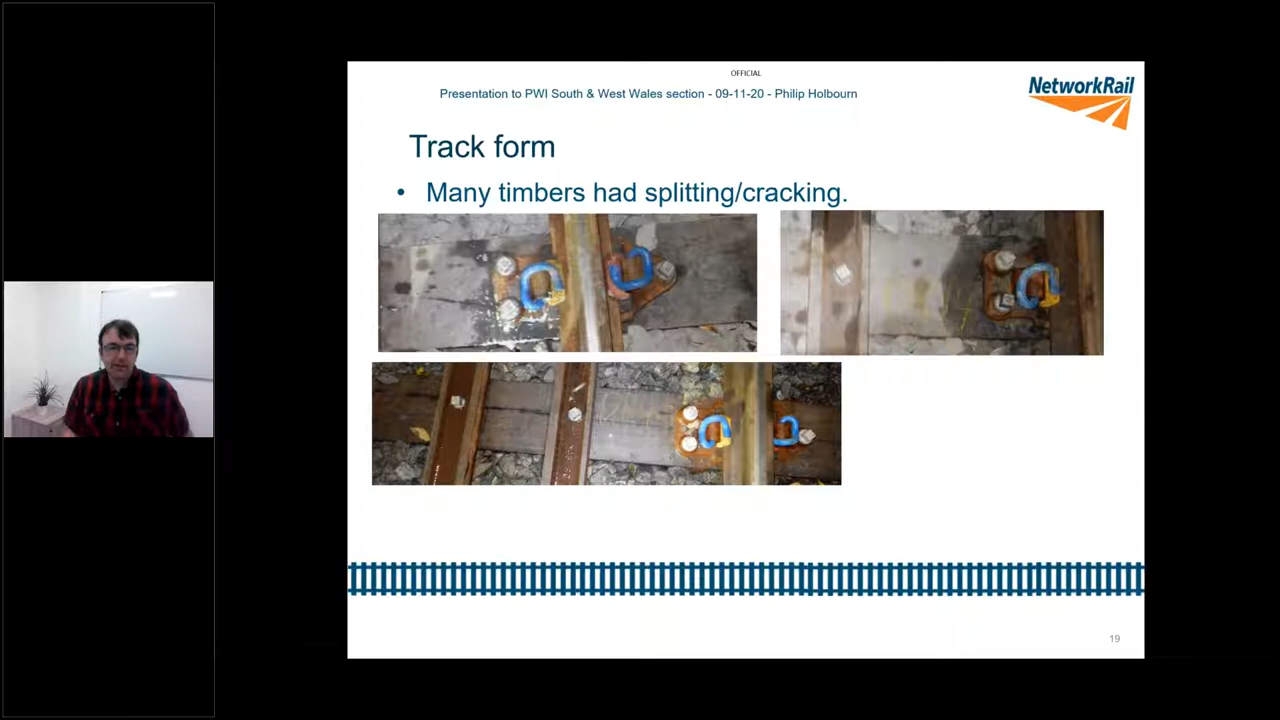 OFFICIAL
Presentation to PWI South & West Wales section - 09-11-20 - Philip Holbourn
NetworkRail
Track form
• Many timbers had splitting/cracking.
19